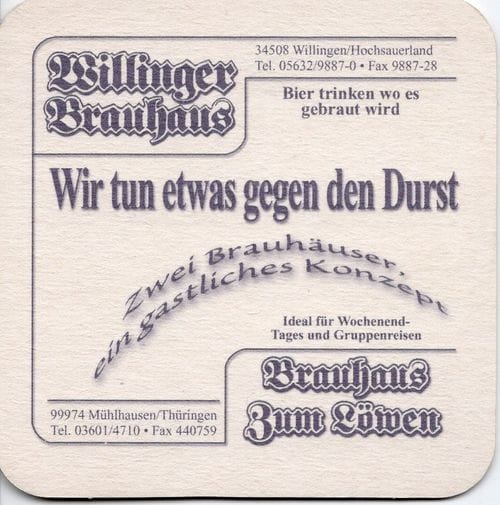 Willinger
Brauhaus
34508 Willingen/Hochsauerland
Tel. 05632/9887-0 • Fax 9887-28
Bier trinken wo es
gebraut wird
Wir tun etwas gegen den Durst
Zwei Brauhäuser,
ein gastliches Konzept
Ideal für Wochenend-
Tages und Gruppenreisen
Brauhaus
Zum Löwen
99974 Mühlhausen/Thüringen
Tel. 03601/4710 • Fax 440759